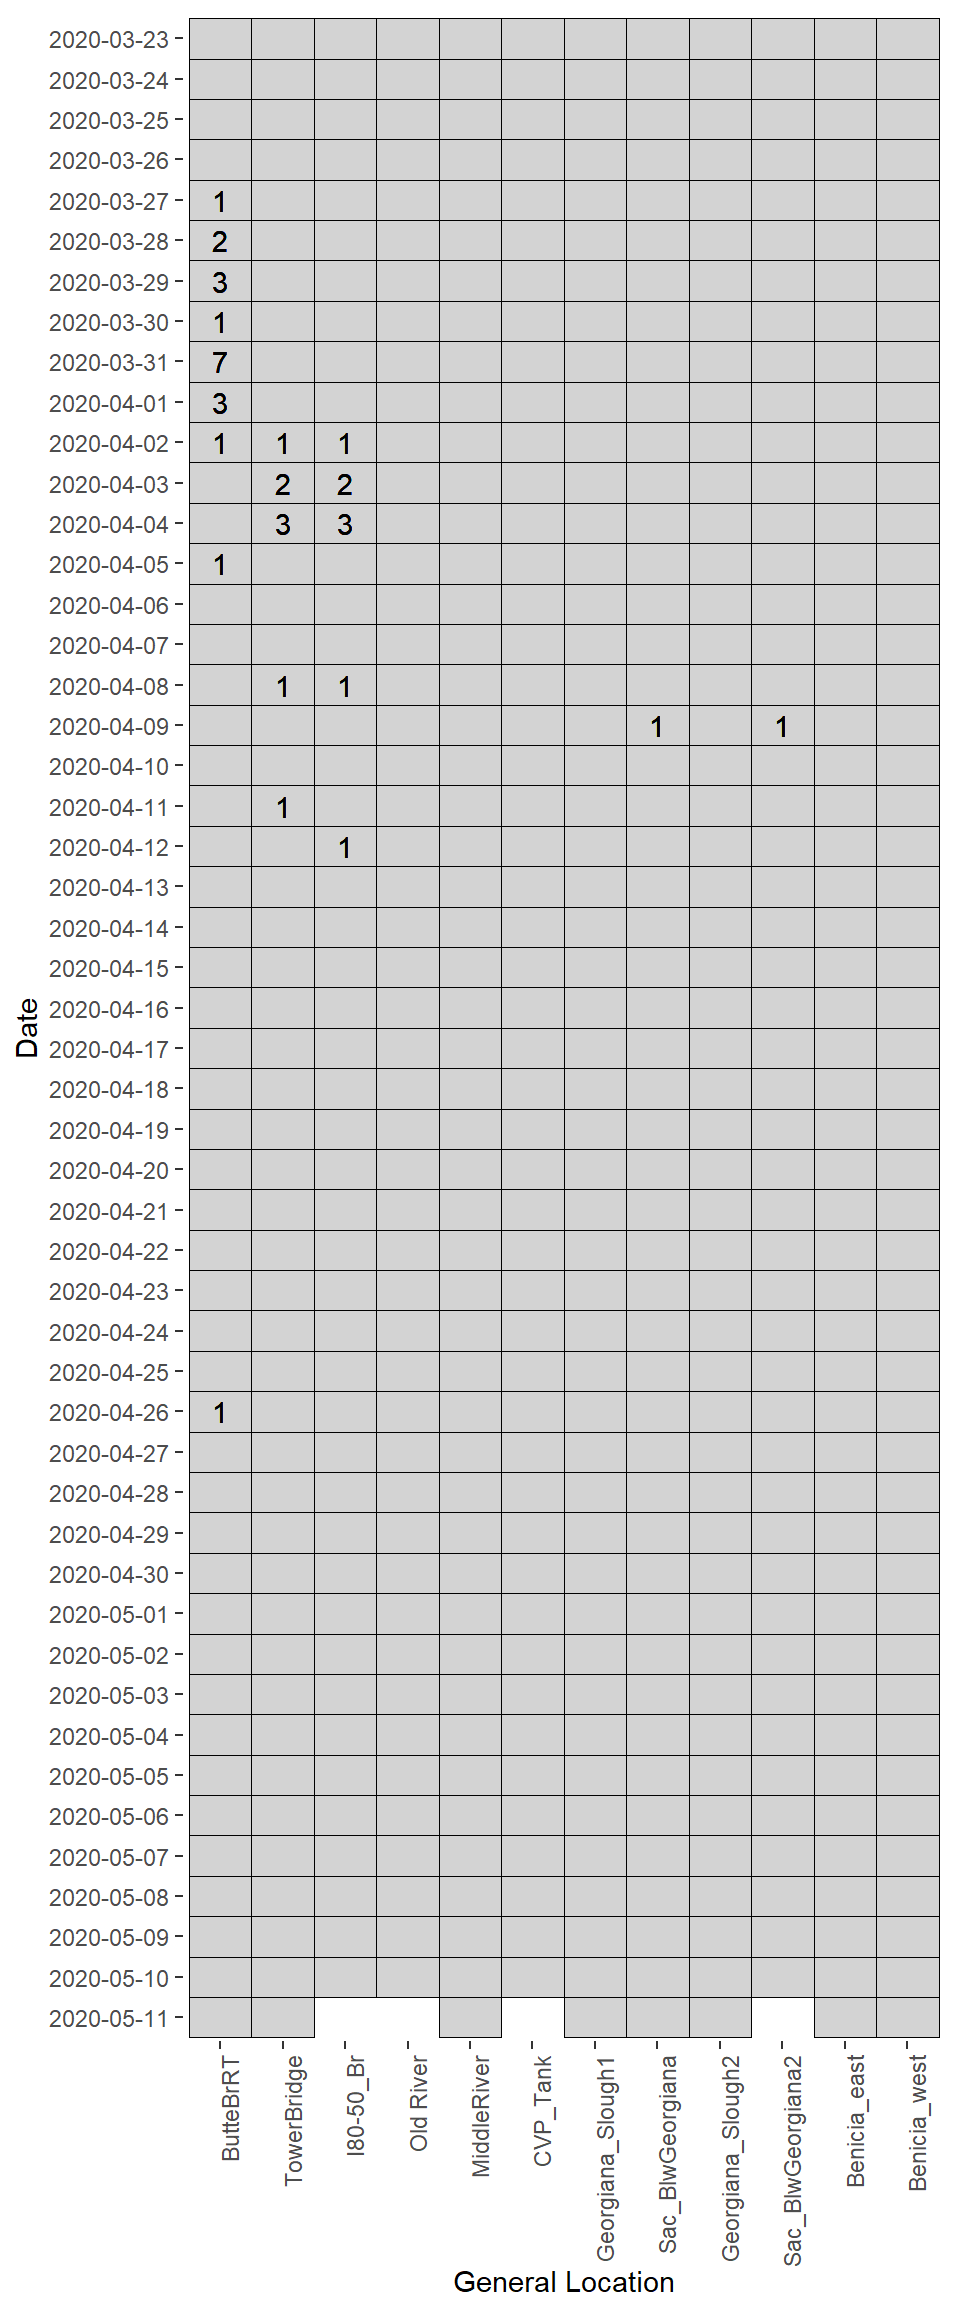 2020-03-23
2020-03-24
2020-03-25
2020-03-26
2020-03-27 1
2020-03-28 2
2020-03-29 3
2020-03-30 1
2020-03-31 7
2020-04-01 3
2020-04-02 1 1 1
2020-04-03 2 2
2020-04-04 3 3
2020-04-05 1
2020-04-06
2020-04-07
2020-04-08 1 1
2020-04-09 1 1
2020-04-10
2020-04-11 1
2020-04-12 1
2020-04-13
2020-04-14
2020-04-15
2020-04-16
2020-04-17
2020-04-18
2020-04-19
2020-04-20
2020-04-21
2020-04-22
2020-04-23
2020-04-24
2020-04-25
2020-04-26 1
2020-04-27
2020-04-28
2020-04-29
2020-04-30
2020-05-01
2020-05-02
2020-05-03
2020-05-04
2020-05-05
2020-05-06
2020-05-07
2020-05-08
2020-05-09
2020-05-10
2020-05-11
Date
ButteBrRT
TowerBridge
I80-50_Br
Old River
MiddleRiver
CVP_Tank
Georgiana_Slough1
Sac_BlwGeorgiana
Georgiana_Slough2
Sac_BlwGeorgiana2
Benicia_east
Benicia_west
General Location